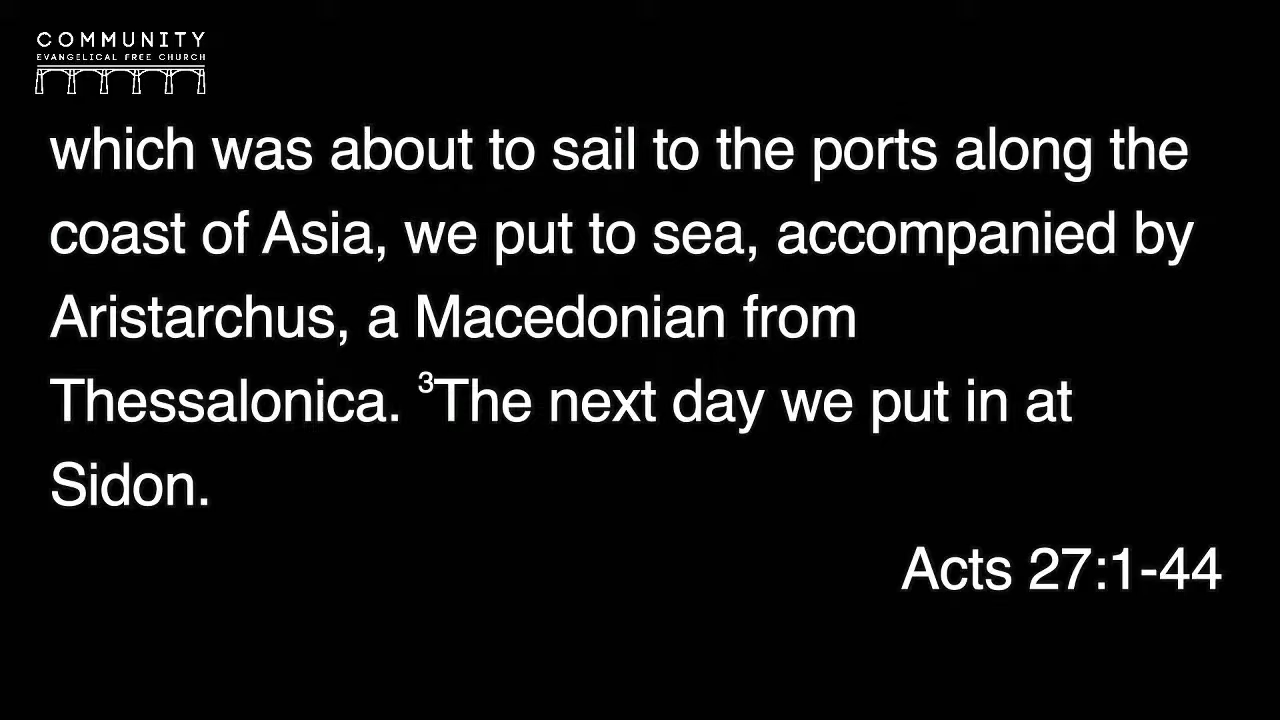 COMMUNITY
EVANGELICAL FREE CHURCH
which was about to sail to the ports along the
coast of Asia, we put to sea, accompanied by
Aristarchus, a Macedonian from
Thessalonica. ³The next day we put in at
Sidon.
Acts 27:1-44